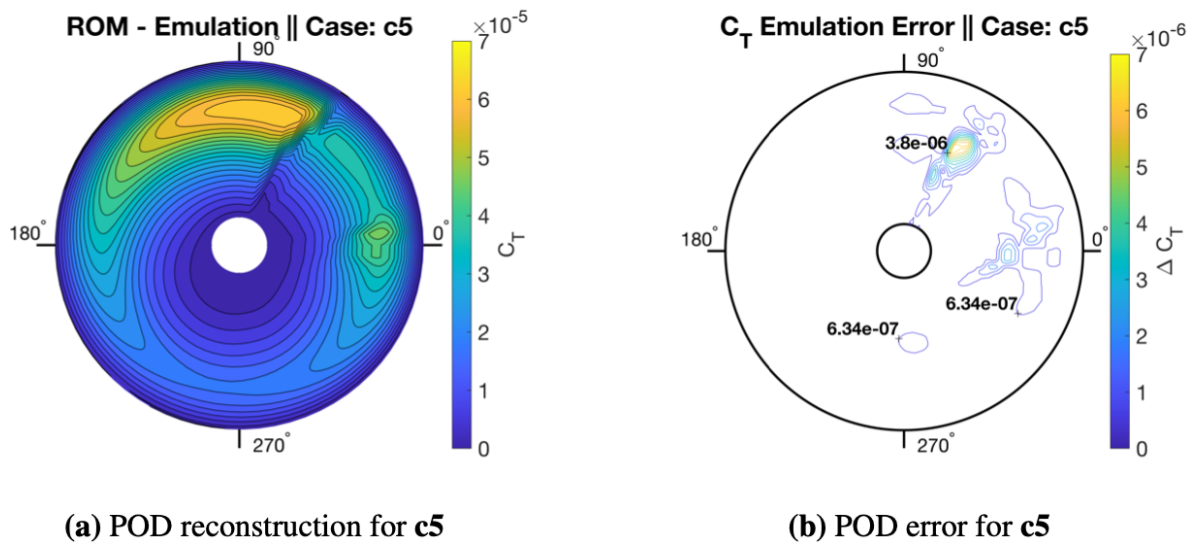 ROM - Emulation || Case: c5
×10⁻⁵
90°
180°
0°
270°
7
6
5
4
3
2
1
0
C_T
C_T Emulation Error || Case: c5
×10⁻⁶
90°
180°
0°
270°
3.8e-06
6.34e-07
6.34e-07
7
6
5
4
3
2
1
0
Δ C_T
(a) POD reconstruction for c5
(b) POD error for c5